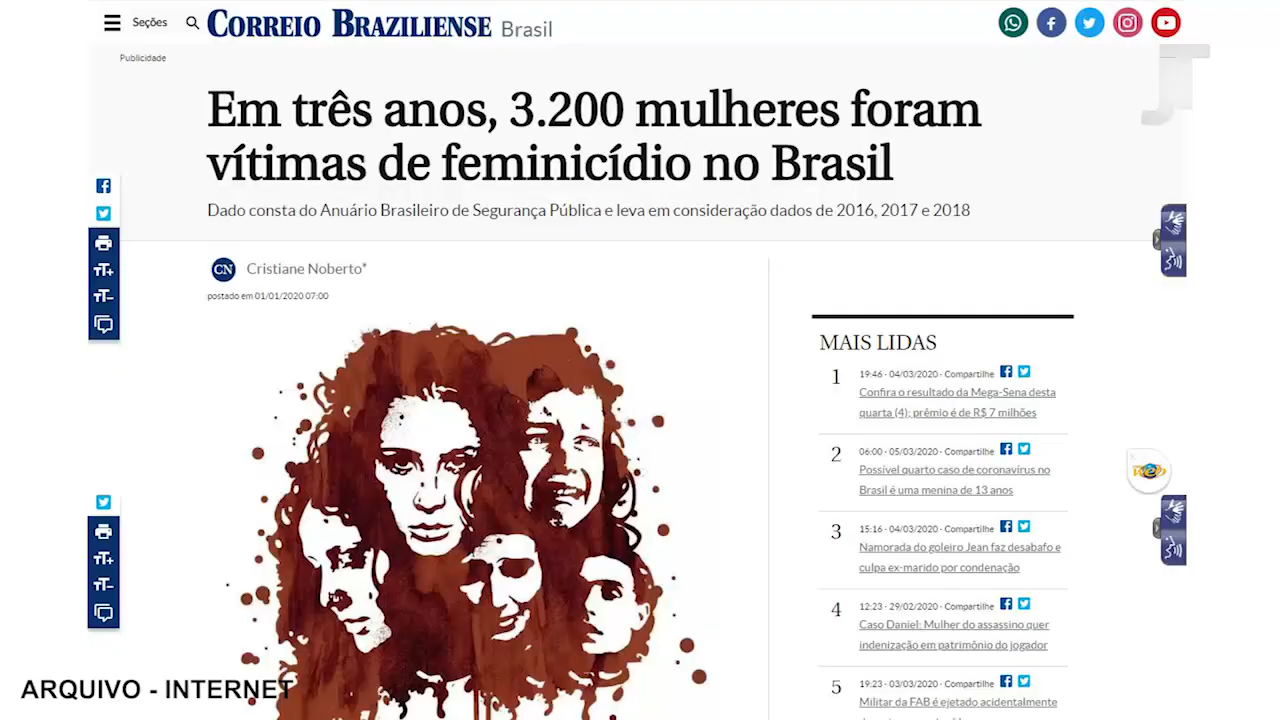 Seções
CORREIO BRAZILIENSE Brasil
Publicidade
Em três anos, 3.200 mulheres foram
vítimas de feminicídio no Brasil
Dado consta do Anuário Brasileiro de Segurança Pública e leva em consideração dados de 2016, 2017 e 2018
CN Cristiane Noberto*
postado em 01/01/2020 07:00
TT+
TT-
TT+
TT-
MAIS LIDAS
1 19:46 - 04/03/2020 - Compartilhe
Confira o resultado da Mega-Sena desta
quarta (4); prêmio é de R$ 7 milhões
2 06:00 - 05/03/2020 - Compartilhe
Possível quarto caso de coronavírus no
Brasil é uma menina de 13 anos
3 15:16 - 04/03/2020 - Compartilhe
Namorada do goleiro Jean faz desabafo e
culpa ex-marido por condenação
4 12:23 - 29/02/2020 - Compartilhe
Caso Daniel: Mulher do assassino quer
indenização em patrimônio do jogador
5 19:23 - 03/03/2020 - Compartilhe
Militar da FAB é ejetado acidentalmente
ARQUIVO - INTERNET